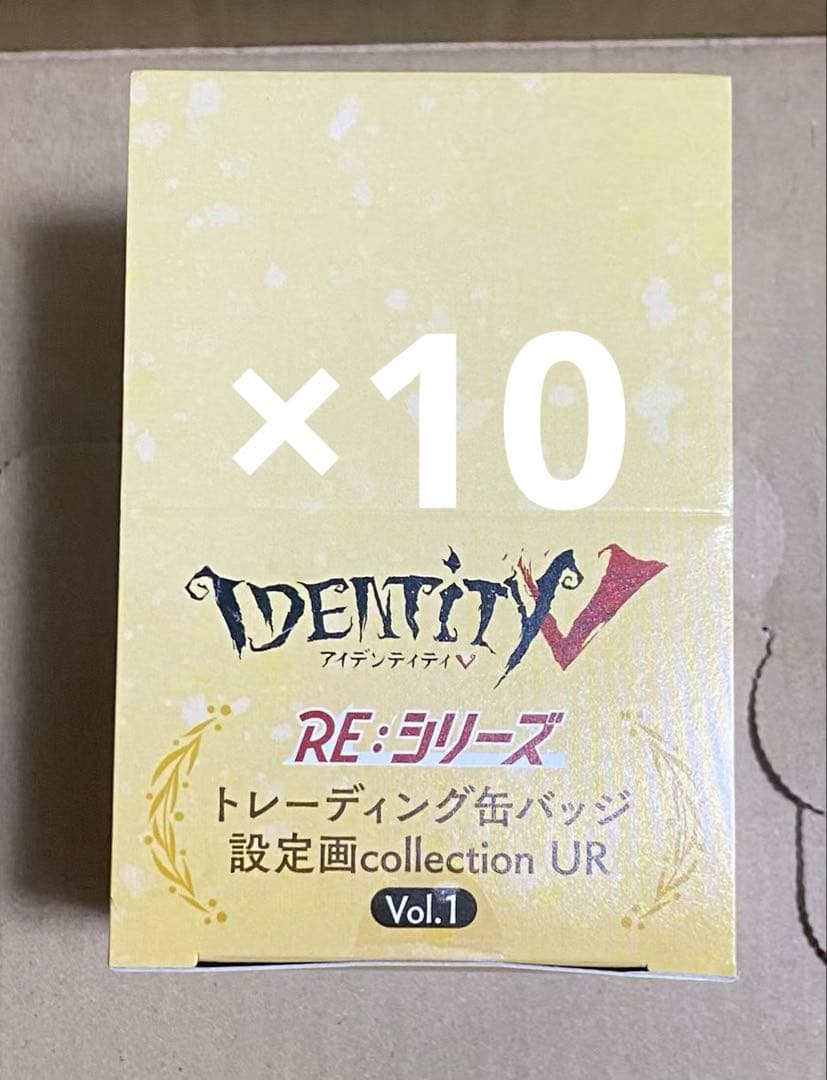 ×10
IDENTITY V
アイデンティティV
RE:シリーズ
トレーディング缶バッジ
設定画collection UR
Vol.1